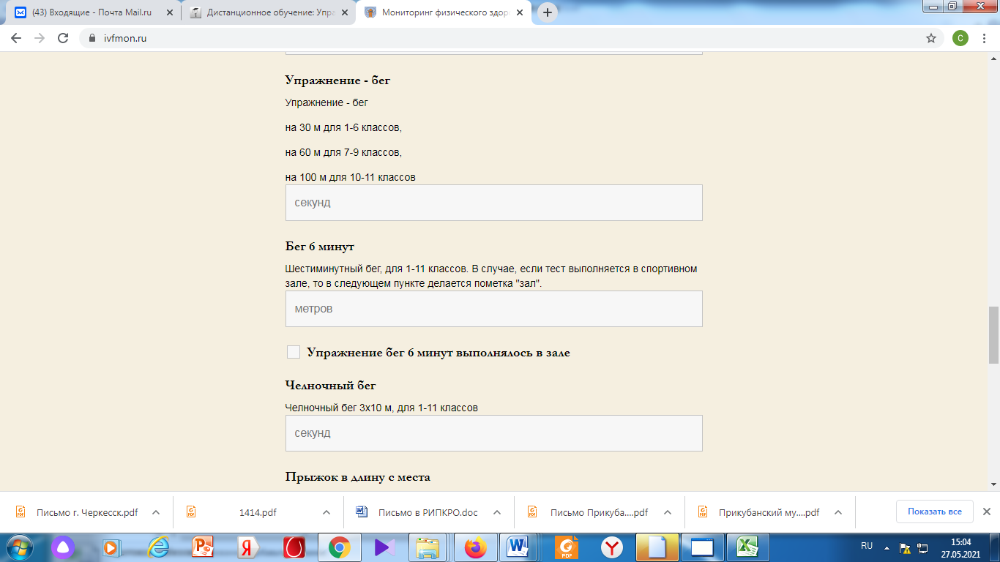 (43) Входящие - Почта Mail.ru
Дистанционное обучение: Упра
Мониторинг физического здор
ivfmon.ru
С
Упражнение - бег
Упражнение - бег
на 30 м для 1-6 классов,
на 60 м для 7-9 классов,
на 100 м для 10-11 классов
секунд
Бег 6 минут
Шестиминутный бег, для 1-11 классов. В случае, если тест выполняется в спортивном
зале, то в следующем пункте делается пометка "зал".
метров
Упражнение бег 6 минут выполнялось в зале
Челночный бег
Челночный бег 3х10 м, для 1-11 классов
секунд
Прыжок в длину с места
Письмо г. Черкесск.pdf
1414.pdf
Письмо в РИПКРО.doc
Письмо Прикуба....pdf
Прикубанский му....pdf
Показать все
RU
15:04
27.05.2021